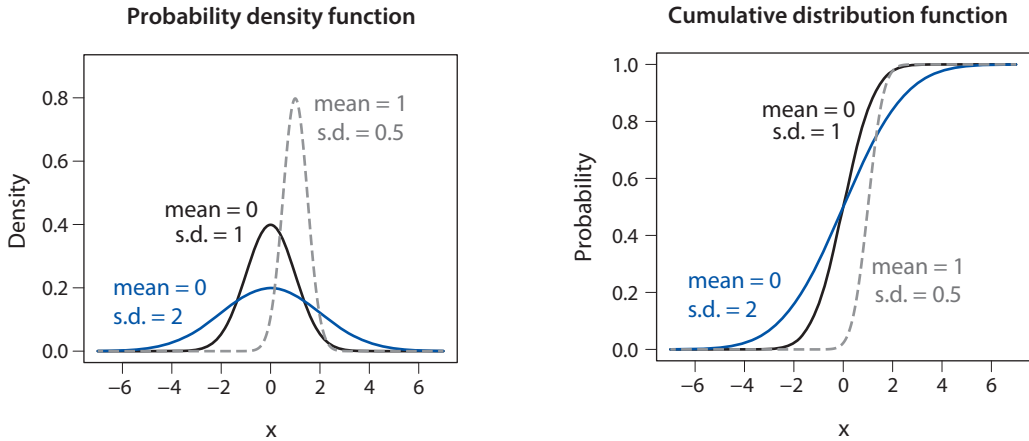 Probability density function
Density
0.8
0.6
0.4
0.2
0.0
mean = 1
s.d. = 0.5
mean = 0
s.d. = 1
mean = 0
s.d. = 2
−6 −4 −2 0 2 4 6
x
Cumulative distribution function
Probability
1.0
0.8
0.6
0.4
0.2
0.0
mean = 0
s.d. = 1
mean = 1
s.d. = 0.5
mean = 0
s.d. = 2
−6 −4 −2 0 2 4 6
x